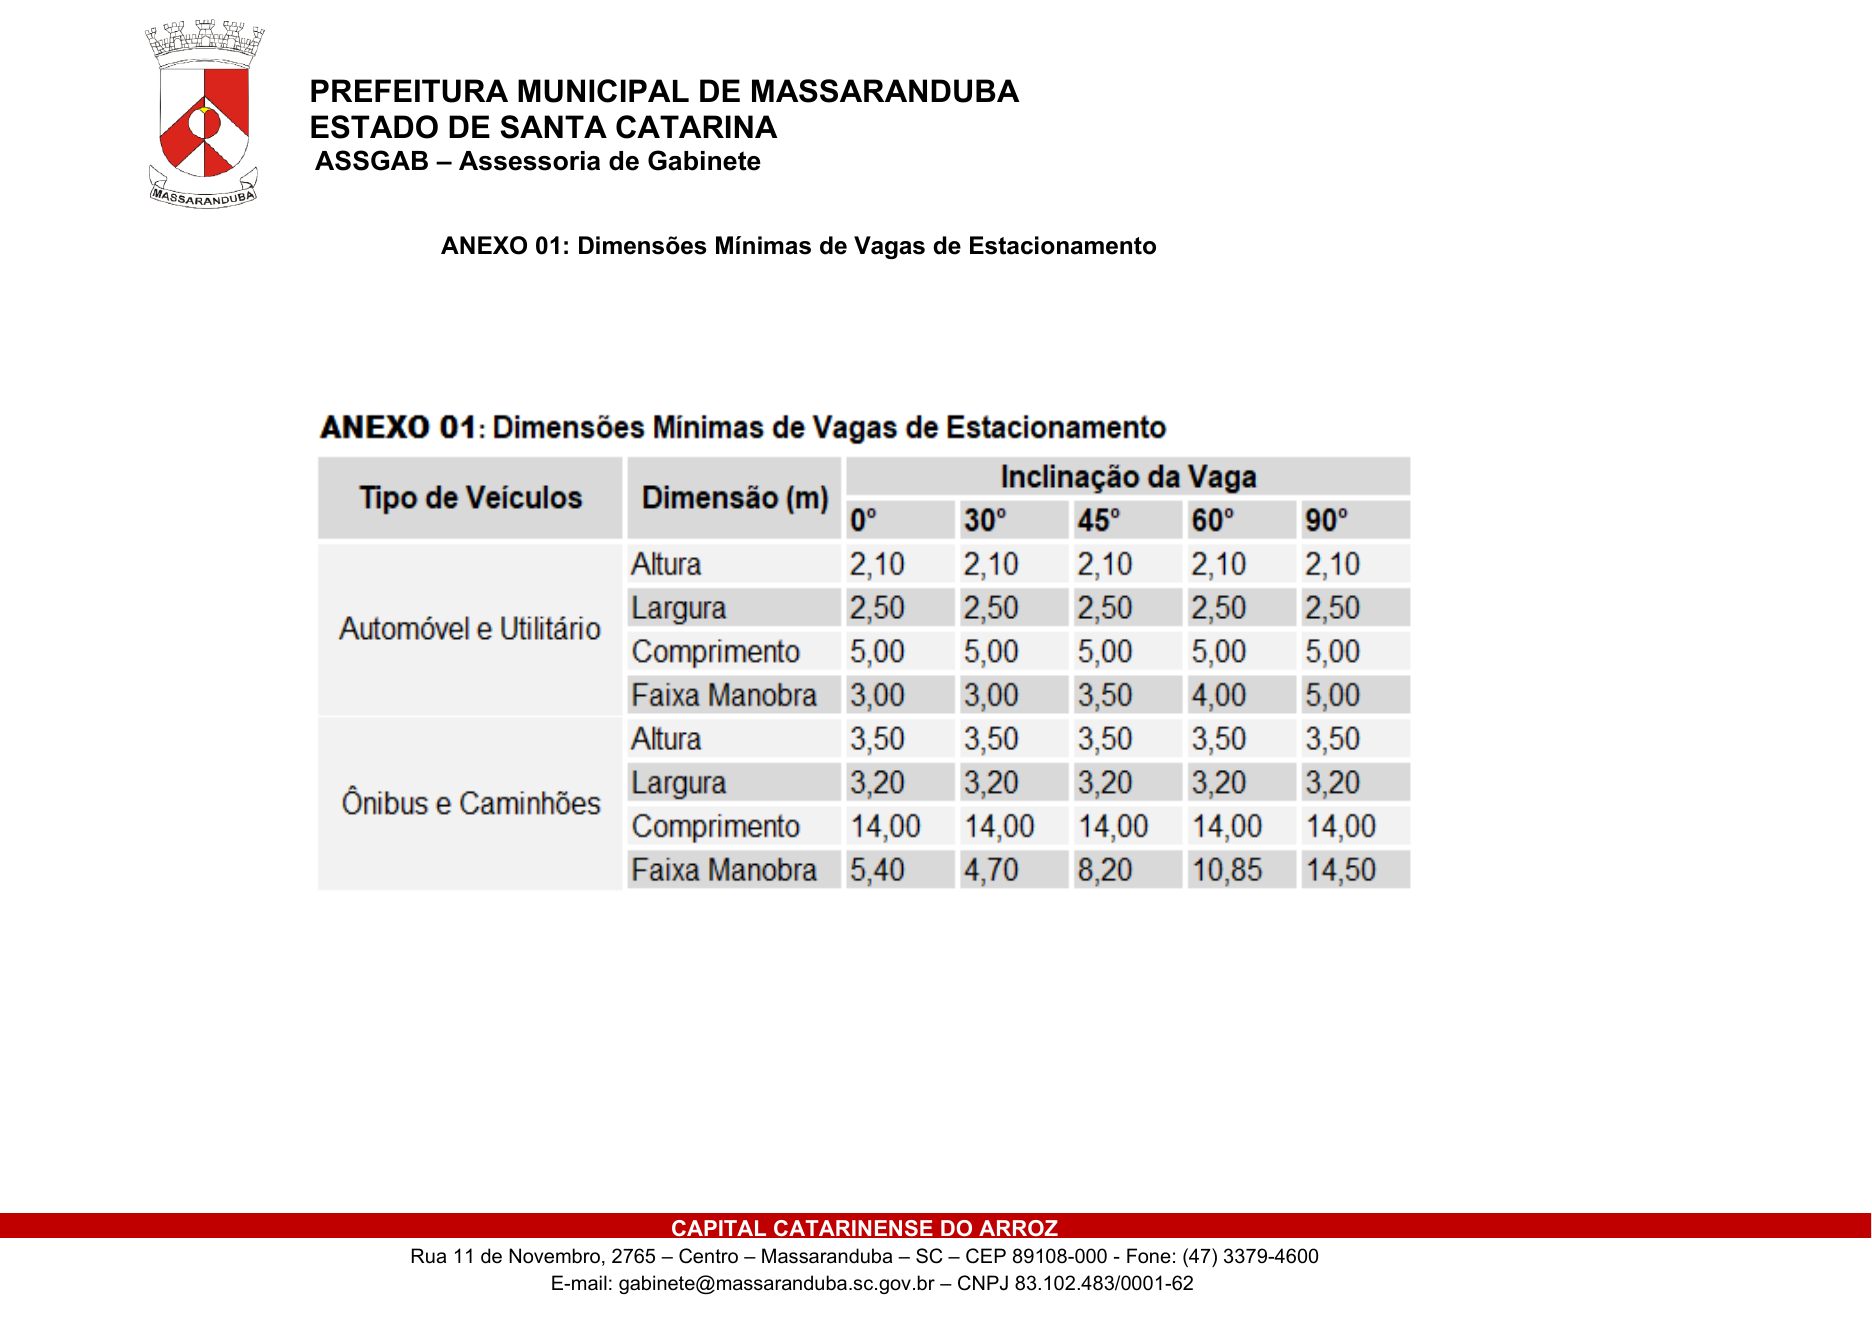 MASSARANDUBA
PREFEITURA MUNICIPAL DE MASSARANDUBA
ESTADO DE SANTA CATARINA
ASSGAB – Assessoria de Gabinete
ANEXO 01: Dimensões Mínimas de Vagas de Estacionamento
ANEXO 01: Dimensões Mínimas de Vagas de Estacionamento
Tipo de Veículos Dimensão (m) Inclinação da Vaga
0º 30º 45º 60º 90º
Automóvel e Utilitário
Altura 2,10 2,10 2,10 2,10 2,10
Largura 2,50 2,50 2,50 2,50 2,50
Comprimento 5,00 5,00 5,00 5,00 5,00
Faixa Manobra 3,00 3,00 3,50 4,00 5,00
Ônibus e Caminhões
Altura 3,50 3,50 3,50 3,50 3,50
Largura 3,20 3,20 3,20 3,20 3,20
Comprimento 14,00 14,00 14,00 14,00 14,00
Faixa Manobra 5,40 4,70 8,20 10,85 14,50
CAPITAL CATARINENSE DO ARROZ
Rua 11 de Novembro, 2765 – Centro – Massaranduba – SC – CEP 89108-000 - Fone: (47) 3379-4600
E-mail: gabinete@massaranduba.sc.gov.br – CNPJ 83.102.483/0001-62